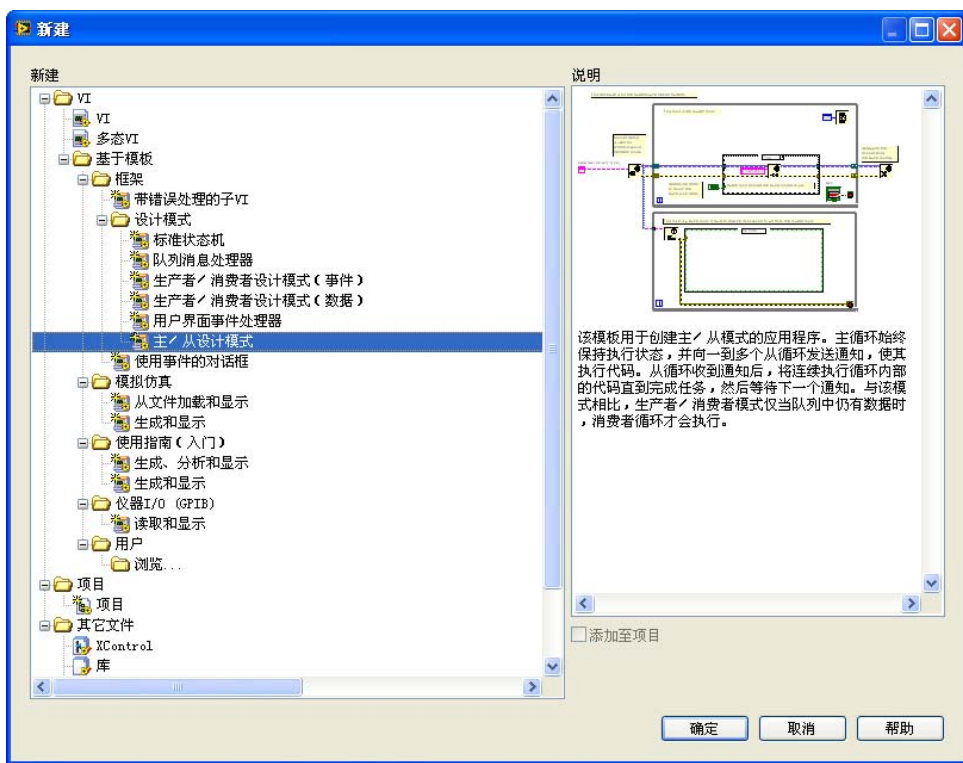 新建
新建
说明
VI
VI
多态VI
基于模板
框架
带错误处理的子VI
设计模式
标准状态机
队列消息处理器
生产者／消费者设计模式(事件)
生产者／消费者设计模式(数据)
用户界面事件处理器
主／从设计模式
使用事件的对话框
模拟仿真
从文件加载和显示
生成和显示
使用指南(入门)
生成、分析和显示
生成和显示
仪器I/O (GPIB)
读取和显示
用户
浏览...
项目
项目
其它文件
XControl
库
该模板用于创建主／从模式的应用程序。主循环始终
保持执行状态，并向一到多个从循环发送通知，使其
执行代码。从循环收到通知后，将连续执行循环内部
的代码直到完成任务，然后等待下一个通知。与该模
式相比，生产者／消费者模式仅当队列中仍有数据时
，消费者循环才会执行。
添加至项目
确定
取消
帮助